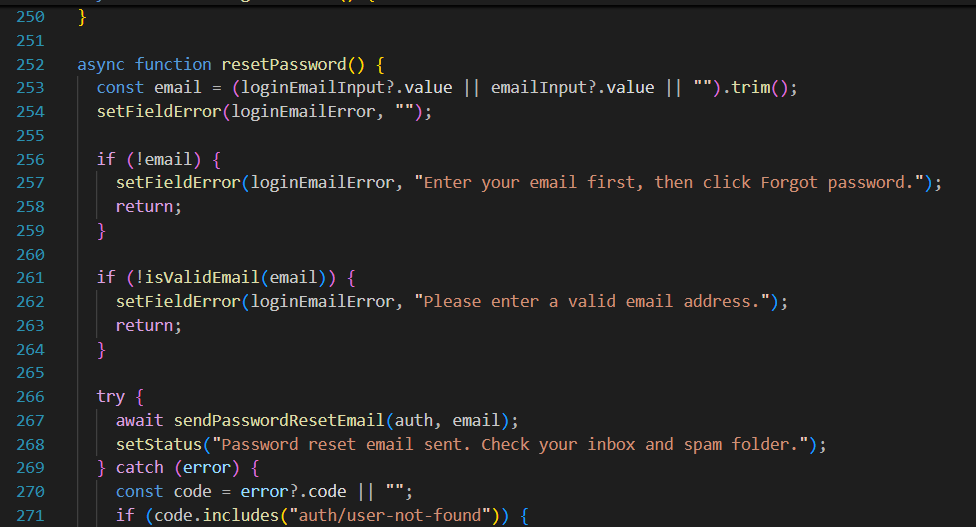 250 }
251
252 async function resetPassword() {
253   const email = (loginEmailInput?.value || emailInput?.value || "").trim();
254   setFieldError(loginEmailError, "");
255
256   if (!email) {
257     setFieldError(loginEmailError, "Enter your email first, then click Forgot password.");
258     return;
259   }
260
261   if (!isValidEmail(email)) {
262     setFieldError(loginEmailError, "Please enter a valid email address.");
263     return;
264   }
265
266   try {
267     await sendPasswordResetEmail(auth, email);
268     setStatus("Password reset email sent. Check your inbox and spam folder.");
269   } catch (error) {
270     const code = error?.code || "";
271     if (code.includes("auth/user-not-found")) {